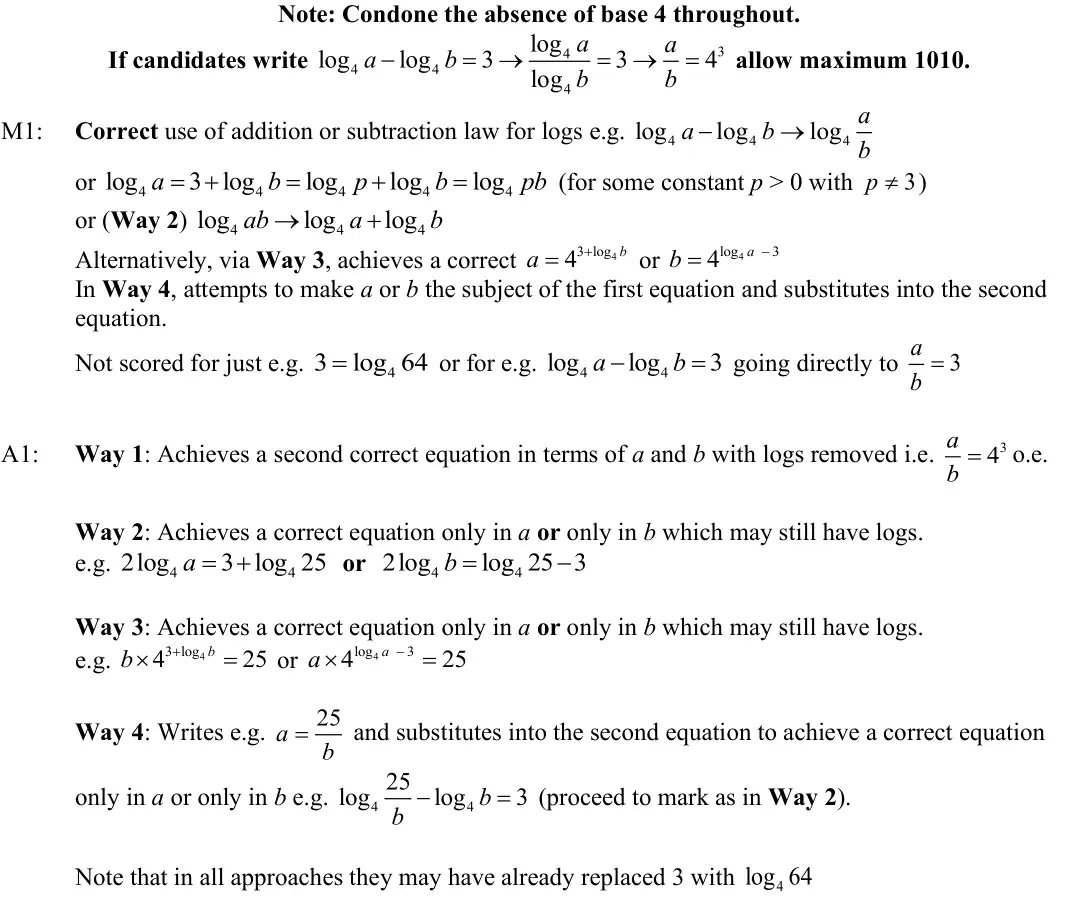 Note: Condone the absence of base 4 throughout.
If candidates write log₄ a − log₄ b = 3 → log₄ a / log₄ b = 3 → a/b = 4³ allow maximum 1010.
M1: Correct use of addition or subtraction law for logs e.g. log₄ a − log₄ b → log₄ a/b
or log₄ a = 3 + log₄ b = log₄ p + log₄ b = log₄ pb (for some constant p > 0 with p ≠ 3)
or (Way 2) log₄ ab → log₄ a + log₄ b
Alternatively, via Way 3, achieves a correct a = 4^(3+log₄ b) or b = 4^(log₄ a − 3)
In Way 4, attempts to make a or b the subject of the first equation and substitutes into the second
equation.
Not scored for just e.g. 3 = log₄ 64 or for e.g. log₄ a − log₄ b = 3 going directly to a/b = 3
A1: Way 1: Achieves a second correct equation in terms of a and b with logs removed i.e. a/b = 4³ o.e.
Way 2: Achieves a correct equation only in a or only in b which may still have logs.
e.g. 2log₄ a = 3 + log₄ 25 or 2log₄ b = log₄ 25 − 3
Way 3: Achieves a correct equation only in a or only in b which may still have logs.
e.g. b × 4^(3+log₄ b) = 25 or a × 4^(log₄ a − 3) = 25
Way 4: Writes e.g. a = 25/b and substitutes into the second equation to achieve a correct equation
only in a or only in b e.g. log₄ 25/b − log₄ b = 3 (proceed to mark as in Way 2).
Note that in all approaches they may have already replaced 3 with log₄ 64